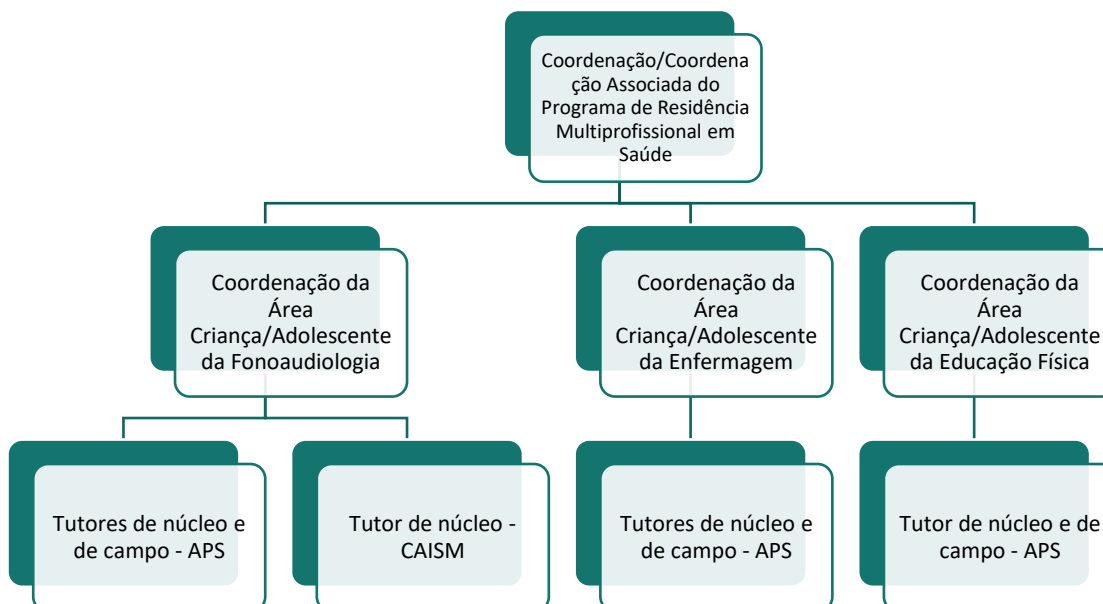 Coordenação/Coordena
ção Associada do
Programa de Residência
Multiprofissional em
Saúde
Coordenação da
Área
Criança/Adolescente
da Fonoaudiologia
Coordenação da
Área
Criança/Adolescente
da Enfermagem
Coordenação da
Área
Criança/Adolescente
da Educação Física
Tutores de núcleo e
de campo - APS
Tutor de núcleo -
CAISM
Tutores de núcleo e
de campo - APS
Tutor de núcleo e de
campo - APS